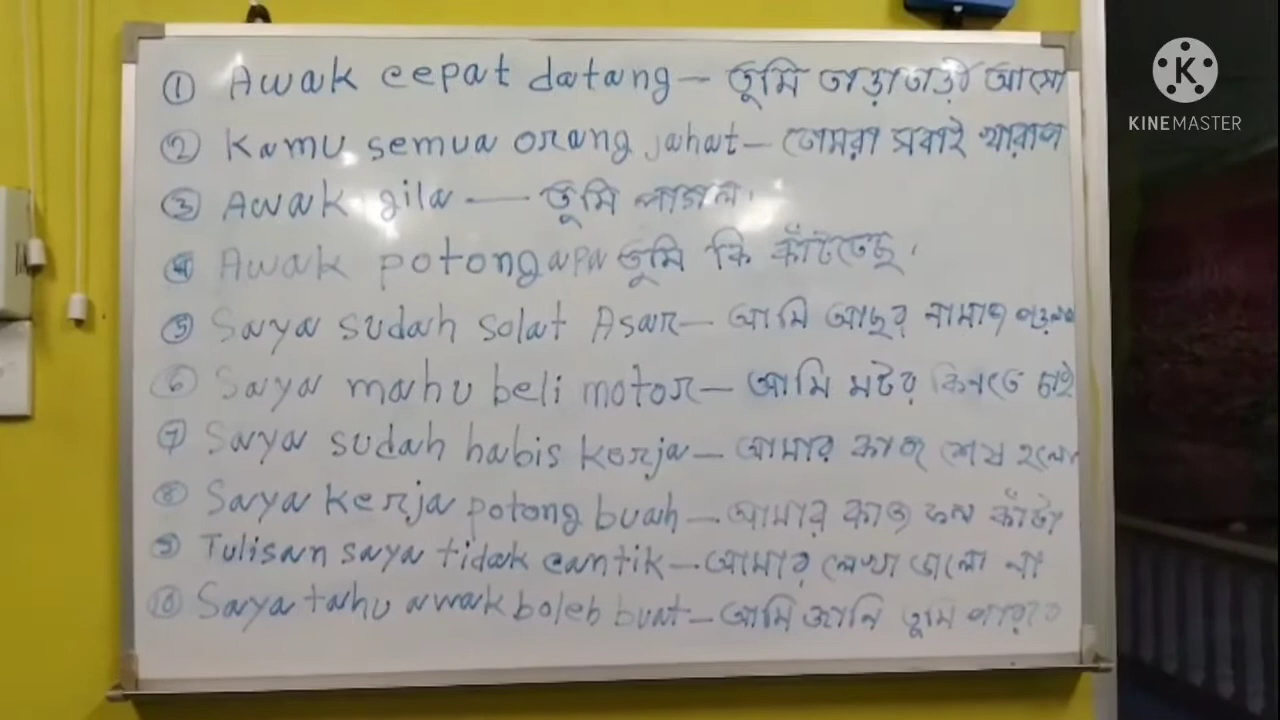 ① Awak cepat datang — তুমি তাড়াতাড়ী আসো
② Kamu semua orang jahat — তোমরা সবাই খারাপ
③ Awak gila — তুমি পাগল।
④ Awak potong apa তুমি কি কাঁটতেছ।
⑤ Saya sudah solat Asar — আমি আছর নামাজ
⑥ Saya mahu beli motor — আমি মটর কিনতে চাই
⑦ Saya sudah habis kerja — আমার কাজ শেষ হলো
⑧ Saya kerja potong buah — আমার কাজ ফল কাঁটা
⑨ Tulisan saya tidak cantik — আমার লেখা ভালো না
⑩ Saya tahu awak boleh buat — আমি জানি তুমি
K
KINEMASTER